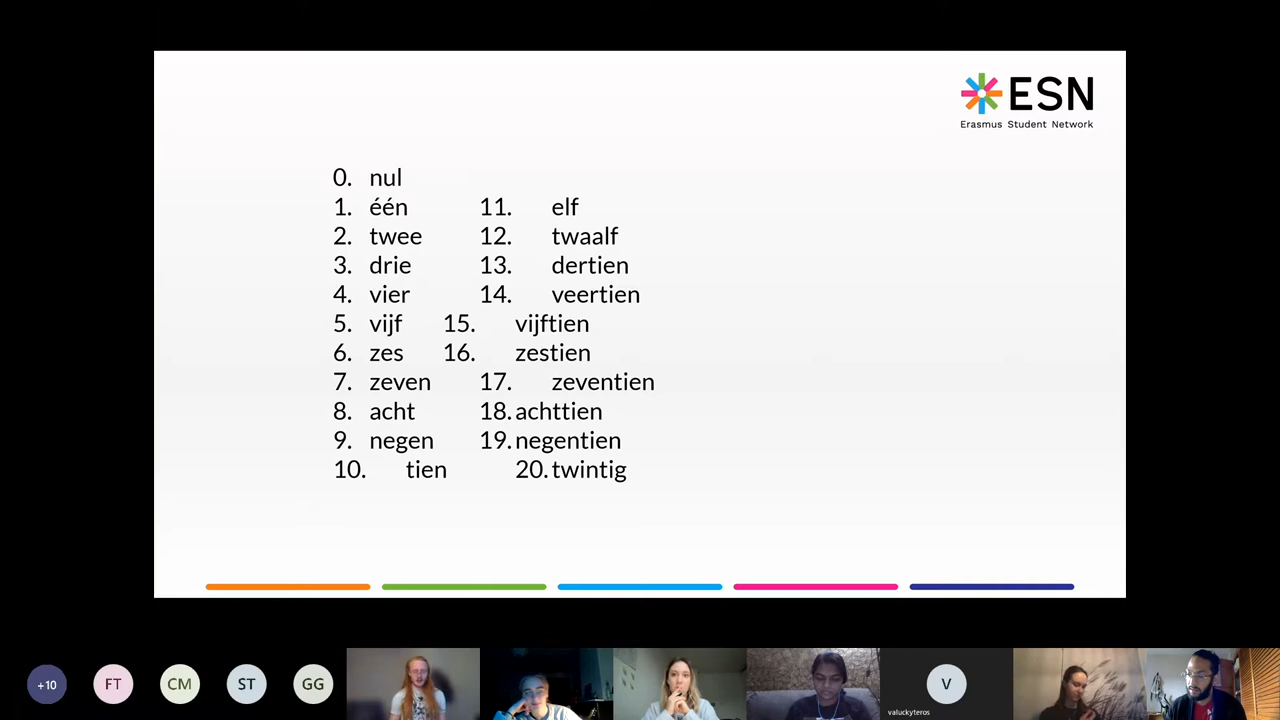 ESN
Erasmus Student Network
0. nul
1. één 11. elf
2. twee 12. twaalf
3. drie 13. dertien
4. vier 14. veertien
5. vijf 15. vijftien
6. zes 16. zestien
7. zeven 17. zeventien
8. acht 18. achttien
9. negen 19. negentien
10. tien 20. twintig
+10 FT CM ST GG V
valuckyteros